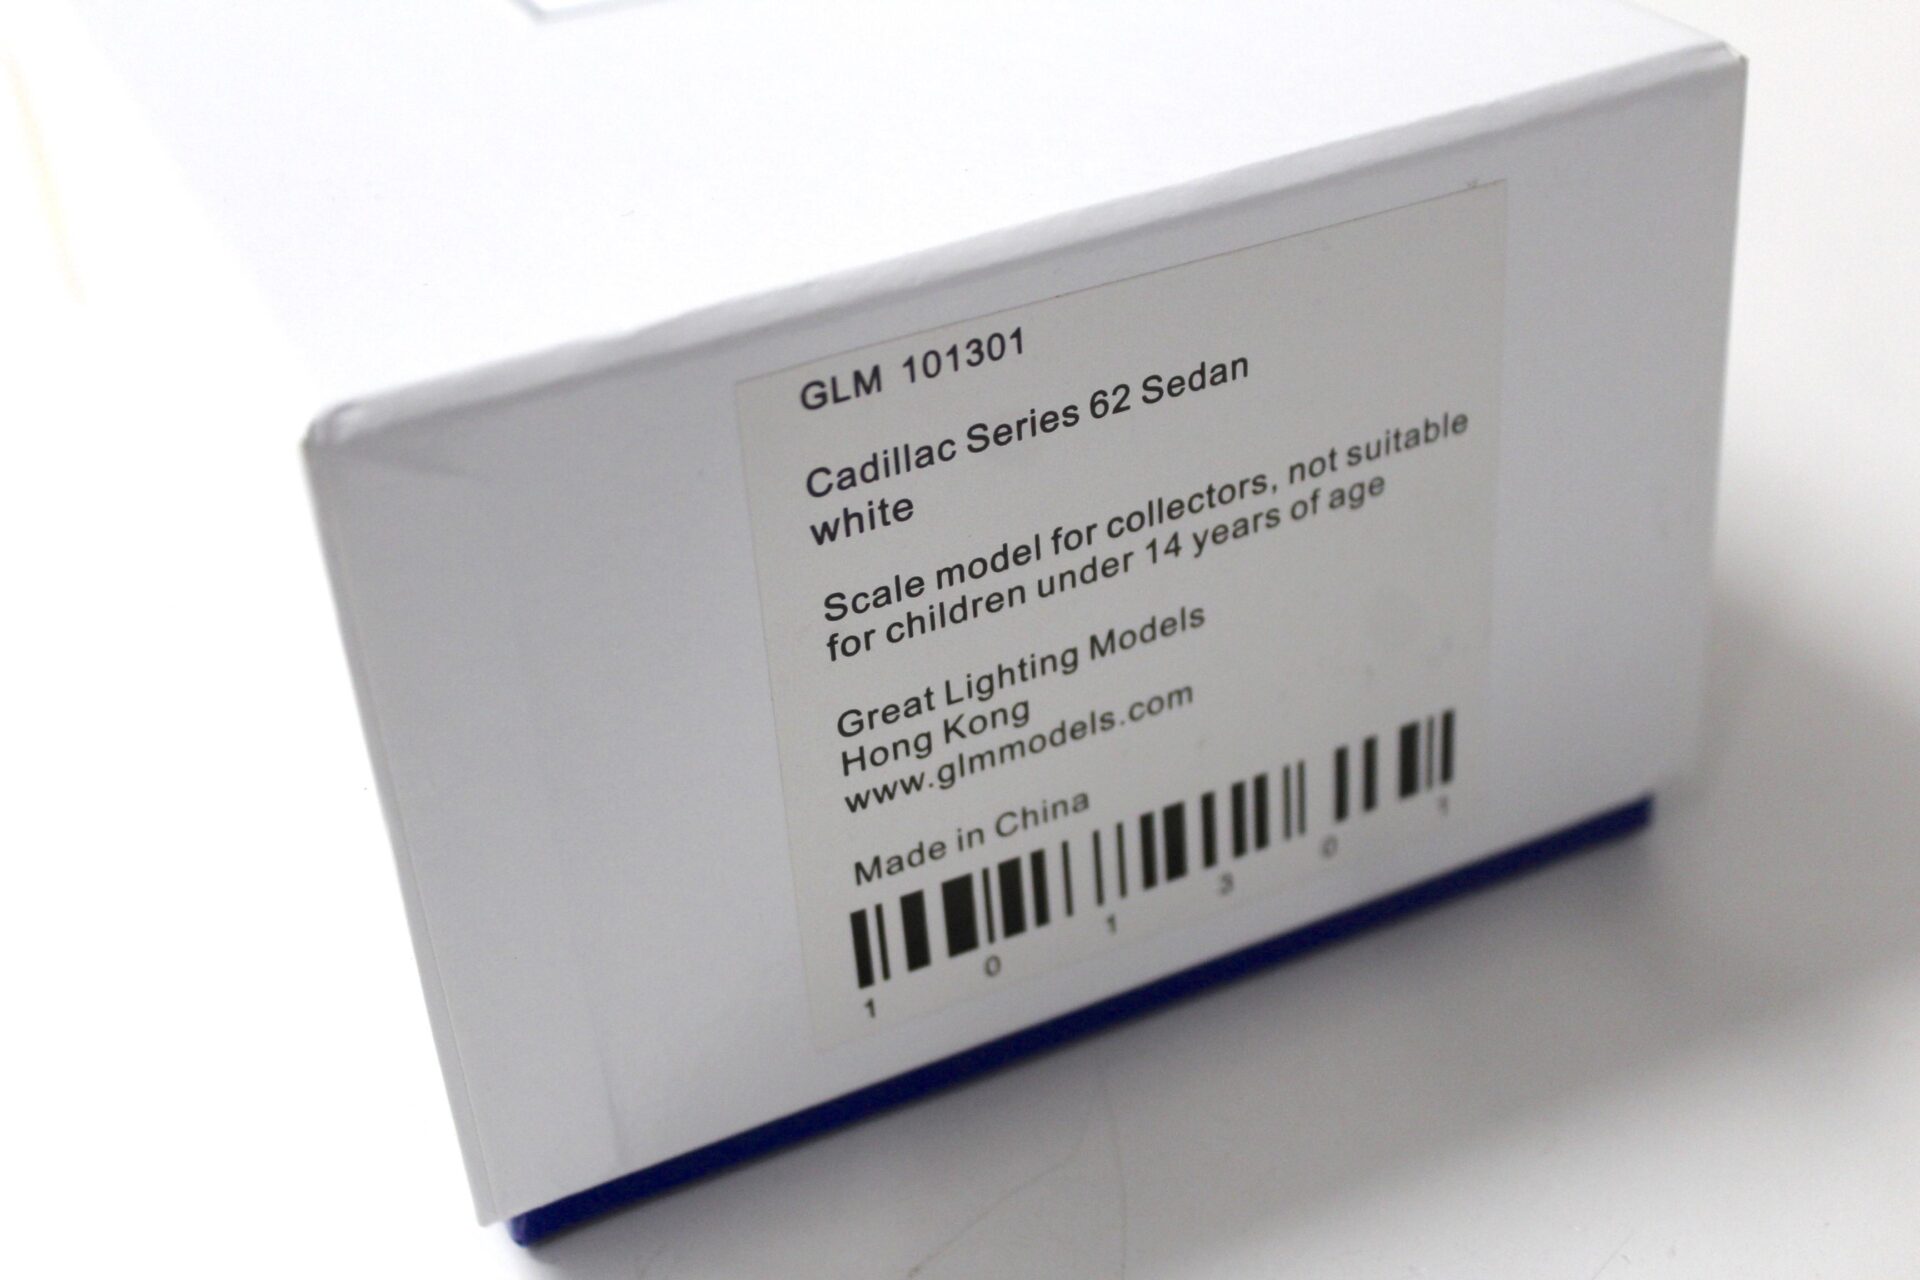 GLM 101301
Cadillac Series 62 Sedan
white
Scale model for collectors, not suitable
for children under 14 years of age
Great Lighting Models
Hong Kong
www.glmmodels.com
Made in China
1 0 1 3 0 1